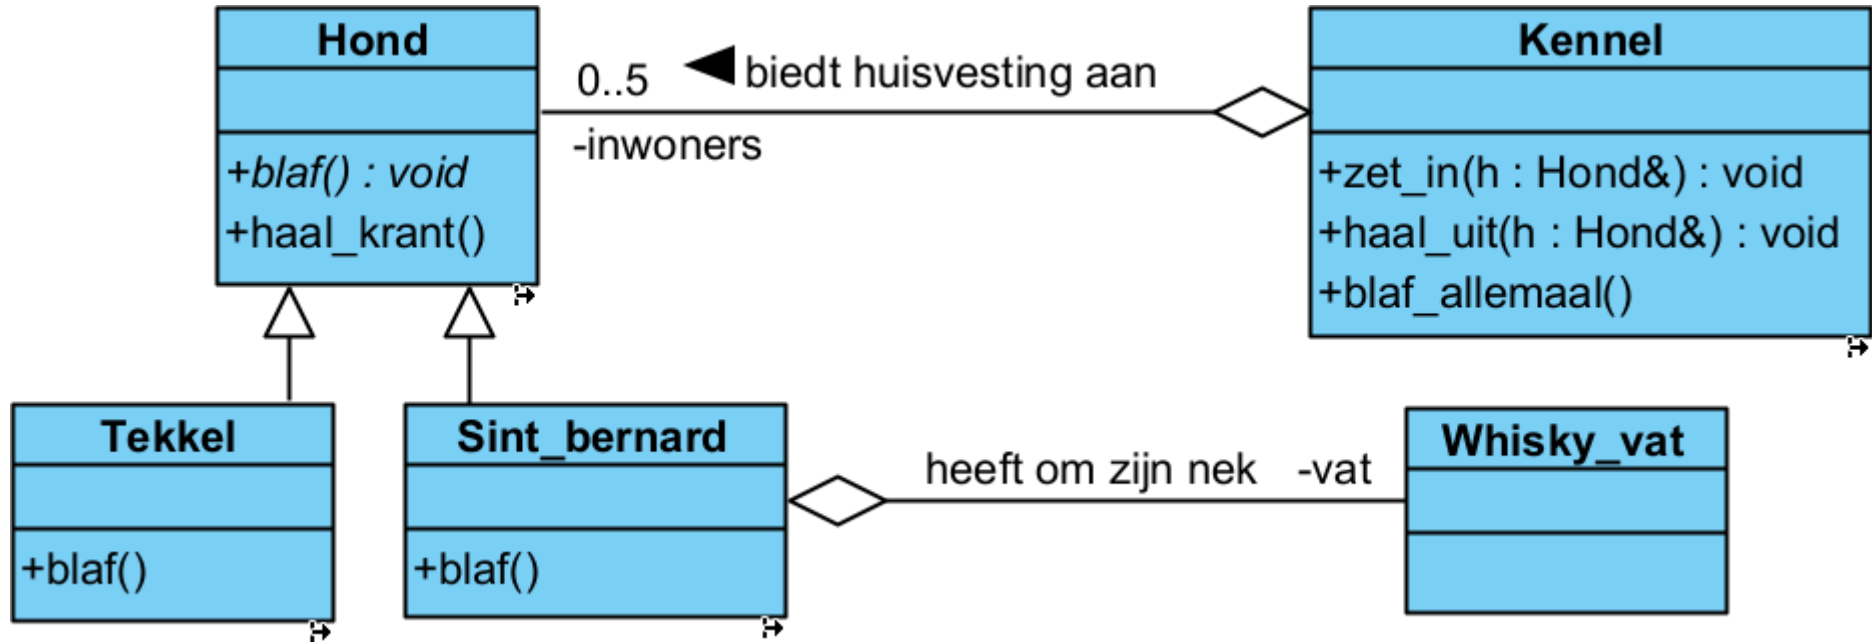 Hond
+blaf() : void
+haal_krant()
0..5
biedt huisvesting aan
-inwoners
Kennel
+zet_in(h : Hond&) : void
+haal_uit(h : Hond&) : void
+blaf_allemaal()
Tekkel
+blaf()
Sint_bernard
+blaf()
heeft om zijn nek
-vat
Whisky_vat